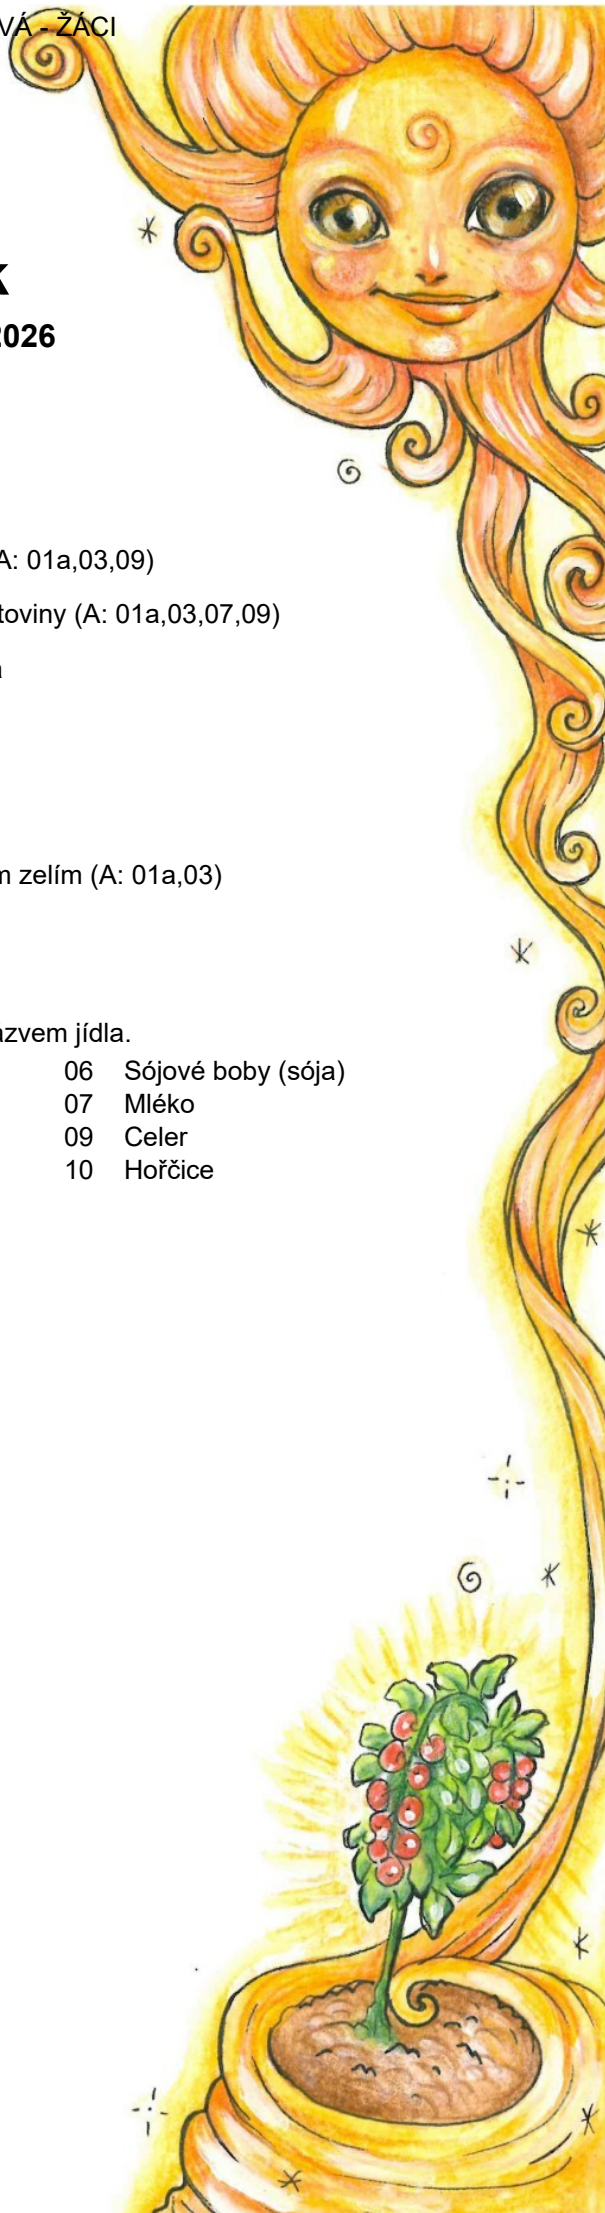 VÁ - ŽÁCI
k
2026
A: 01a,03,09)
toviny (A: 01a,03,07,09)
a
m zelím (A: 01a,03)
ázvem jídla.
06 Sójové boby (sója)
07 Mléko
09 Celer
10 Hořčice